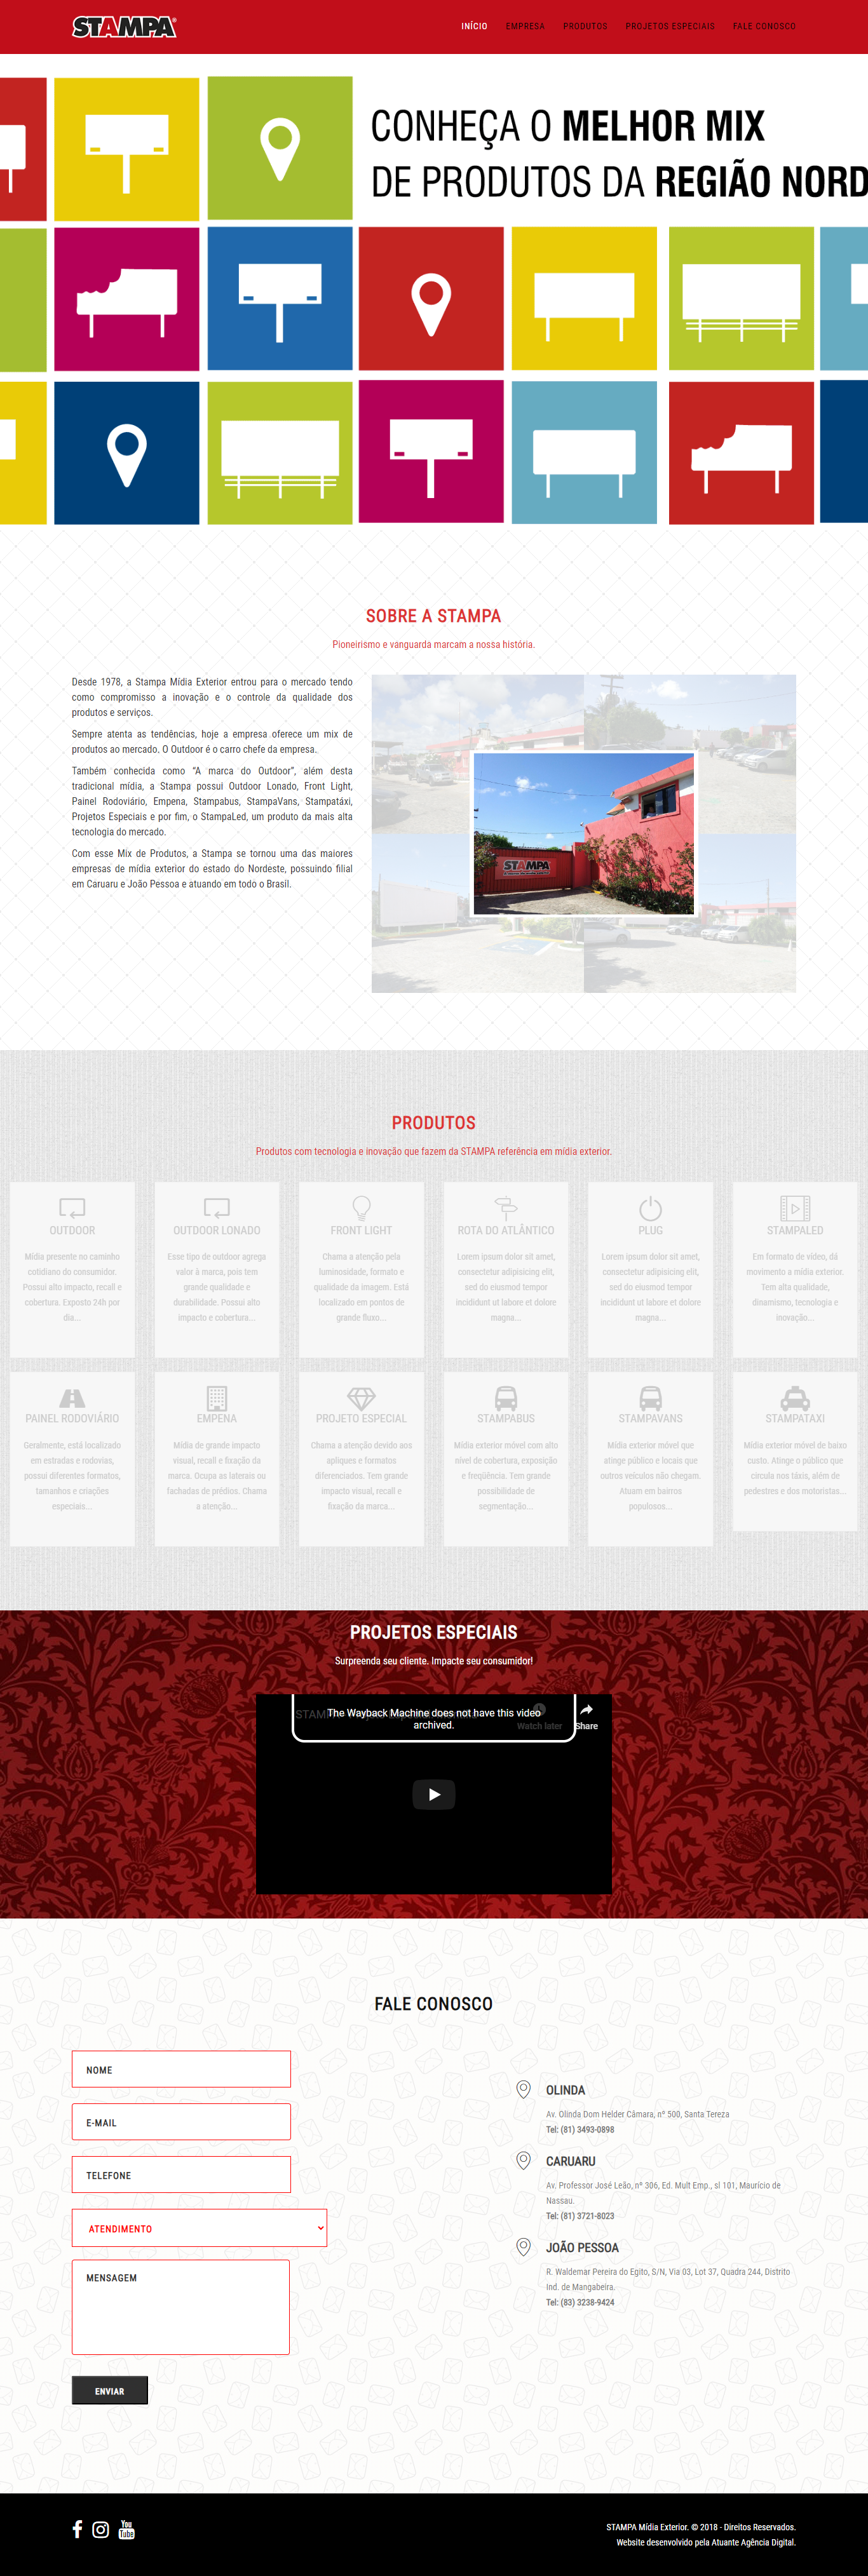 STAMPA
INÍCIO EMPRESA PRODUTOS PROJETOS ESPECIAIS FALE CONOSCO
CONHEÇA O MELHOR MIX
DE PRODUTOS DA REGIÃO NORD
SOBRE A STAMPA
Pioneirismo e vanguarda marcam a nossa história.
Desde 1978, a Stampa Mídia Exterior entrou para o mercado tendo
como compromisso a inovação e o controle da qualidade dos
produtos e serviços.
Sempre atenta as tendências, hoje a empresa oferece um mix de
produtos ao mercado. O Outdoor é o carro chefe da empresa.
Também conhecida como “A marca do Outdoor”, além desta
tradicional mídia, a Stampa possui Outdoor Lonado, Front Light,
Painel Rodoviário, Empena, Stampabus, StampaVans, Stampatáxi,
Projetos Especiais e por fim, o StampaLed, um produto da mais alta
tecnologia do mercado.
Com esse Mix de Produtos, a Stampa se tornou uma das maiores
empresas de mídia exterior do estado do Nordeste, possuindo filial
em Caruaru e João Pessoa e atuando em todo o Brasil.
STAMPA
PRODUTOS
Produtos com tecnologia e inovação que fazem da STAMPA referência em mídia exterior.
OUTDOOR
Mídia presente no caminho
cotidiano do consumidor.
Possui alto impacto, recall e
cobertura. Exposto 24h por
dia...
OUTDOOR LONADO
Esse tipo de outdoor agrega
valor à marca, pois tem
grande qualidade e
durabilidade. Possui alto
impacto e cobertura...
FRONT LIGHT
Chama a atenção pela
luminosidade, formato e
qualidade da imagem. Está
localizado em pontos de
grande fluxo...
ROTA DO ATLÂNTICO
Lorem ipsum dolor sit amet,
consectetur adipisicing elit,
sed do eiusmod tempor
incididunt ut labore et dolore
magna...
PLUG
Lorem ipsum dolor sit amet,
consectetur adipisicing elit,
sed do eiusmod tempor
incididunt ut labore et dolore
magna...
STAMPALED
Em formato de vídeo, dá
movimento a mídia exterior.
Tem alta qualidade,
dinamismo, tecnologia e
inovação...
PAINEL RODOVIÁRIO
Geralmente, está localizado
em estradas e rodovias,
possui diferentes formatos,
tamanhos e criações
especiais...
EMPENA
Mídia de grande impacto
visual, recall e fixação da
marca. Ocupa as laterais ou
fachadas de prédios. Chama
a atenção...
PROJETO ESPECIAL
Chama a atenção devido aos
apliques e formatos
diferenciados. Tem grande
impacto visual, recall e
fixação da marca...
STAMPABUS
Mídia exterior móvel com alto
nível de cobertura, exposição
e freqüência. Tem grande
possibilidade de
segmentação...
STAMPAVANS
Mídia exterior móvel que
atinge público e locais que
outros veículos não chegam.
Atuam em bairros
populosos...
STAMPATAXI
Mídia exterior móvel de baixo
custo. Atinge o público que
circula nos táxis, além de
pedestres e dos motoristas...
PROJETOS ESPECIAIS
Surpreenda seu cliente. Impacte seu consumidor!
The Wayback Machine does not have this video
archived.
Watch later
Share
FALE CONOSCO
NOME
E-MAIL
TELEFONE
ATENDIMENTO
MENSAGEM
ENVIAR
OLINDA
Av. Olinda Dom Helder Câmara, nº 500, Santa Tereza
Tel: (81) 3493-0898
CARUARU
Av. Professor José Leão, nº 306, Ed. Mult Emp., sl 101, Maurício de
Nassau.
Tel: (81) 3721-8023
JOÃO PESSOA
R. Waldemar Pereira do Egito, S/N, Via 03, Lot 37, Quadra 244, Distrito
Ind. de Mangabeira.
Tel: (83) 3238-9424
You
Tube
STAMPA Mídia Exterior. © 2018 - Direitos Reservados.
Website desenvolvido pela Atuante Agência Digital.